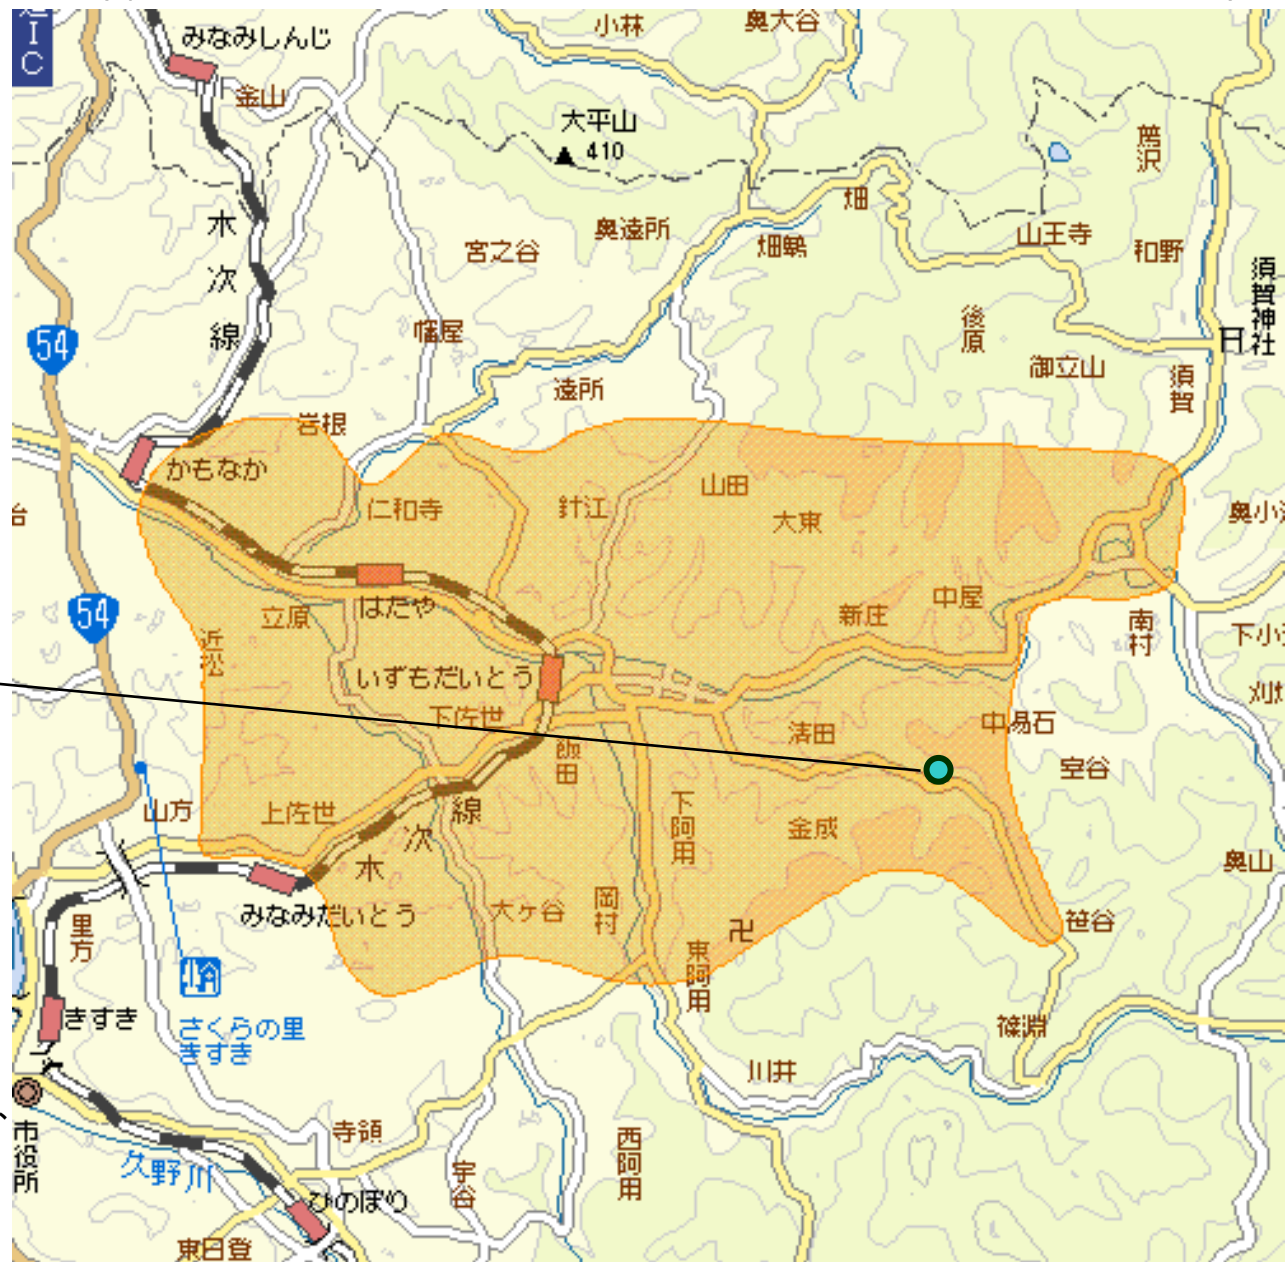 IC
みなみしんじ
金山
小林
奥大谷
大平山
410
畑
畑鵯
奥遠所
宮之谷
山王寺
和野
須賀神社
後原
御立山
須賀
木次線
54
幡屋
遠所
岩根
かもなか
仁和寺
針江
山田
大東
奥小
はたや
立原
近松
新庄
中屋
南村
下小
54
いずもだいとう
下佐世
飯田
清田
中湯石
空谷
山方
上佐世
木次線
下阿用
金成
奥山
みなみだいとう
大ヶ谷
岡村
東阿用
笹谷
里方
きすき
さくらの里
きすき
篠淵
川井
市役所
久野川
寺領
宇谷
西阿用
ひのぼり
東日登